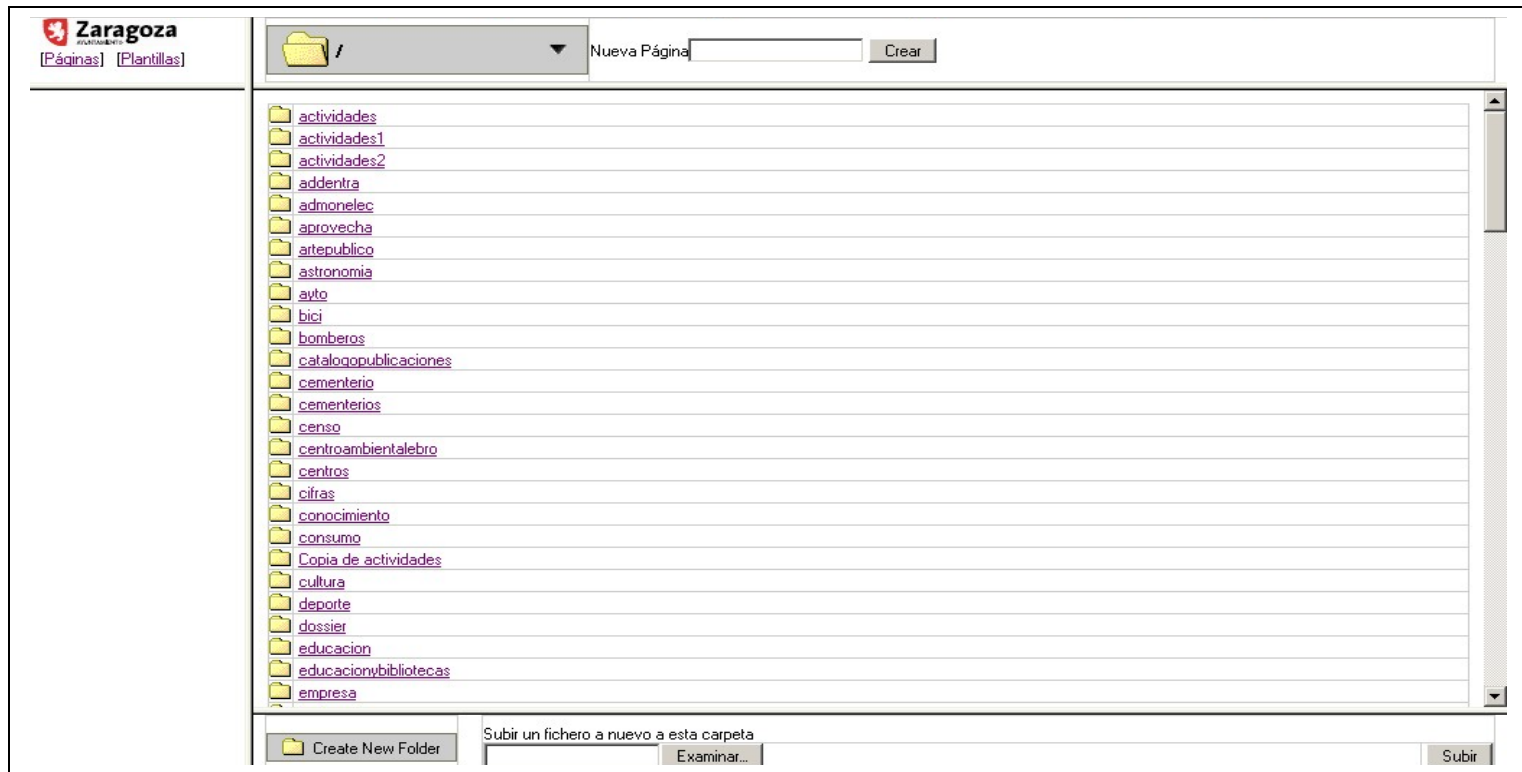 Zaragoza
AYUNTAMIENTO
[Páginas] [Plantillas]
/
Nueva Página
Crear
actividades
actividades1
actividades2
addentra
admonelec
aprovecha
artepublico
astronomia
ayto
bici
bomberos
catalogopublicaciones
cementerio
cementerios
censo
centroambientalebro
centros
cifras
conocimiento
consumo
Copia de actividades
cultura
deporte
dossier
educacion
educacionybibliotecas
empresa
Create New Folder
Subir un fichero a nuevo a esta carpeta
Examinar...
Subir